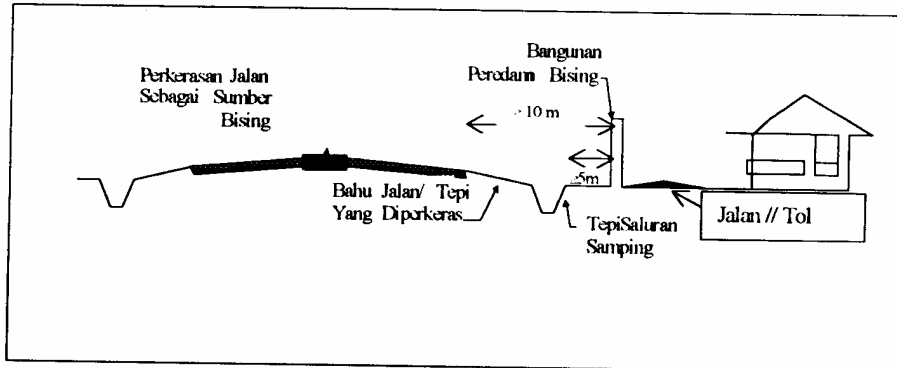 Bangunan
Peredam Bising
Perkerasan Jalan
Sebagai Sumber
Bising
10 m
5m
Bahu Jalan/ Tepi
Yang Diperkeras
TepiSaluran
Samping
Jalan // Tol